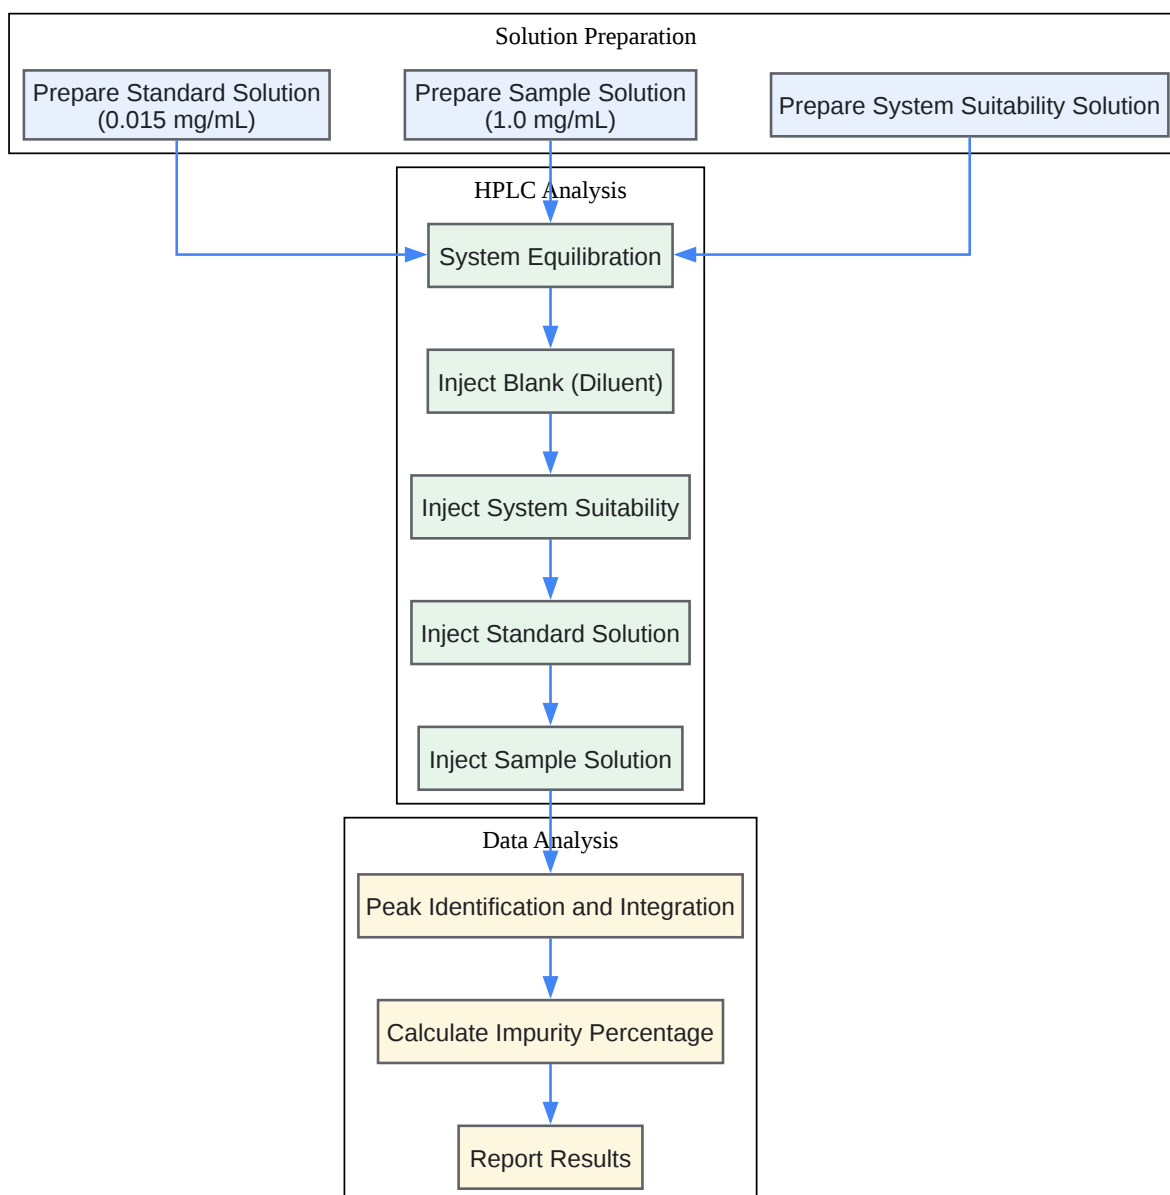 Solution Preparation
Prepare Standard Solution
(0.015 mg/mL)
Prepare Sample Solution
(1.0 mg/mL)
Prepare System Suitability Solution
HPLC Analysis
System Equilibration
Inject Blank (Diluent)
Inject System Suitability
Inject Standard Solution
Inject Sample Solution
Data Analysis
Peak Identification and Integration
Calculate Impurity Percentage
Report Results